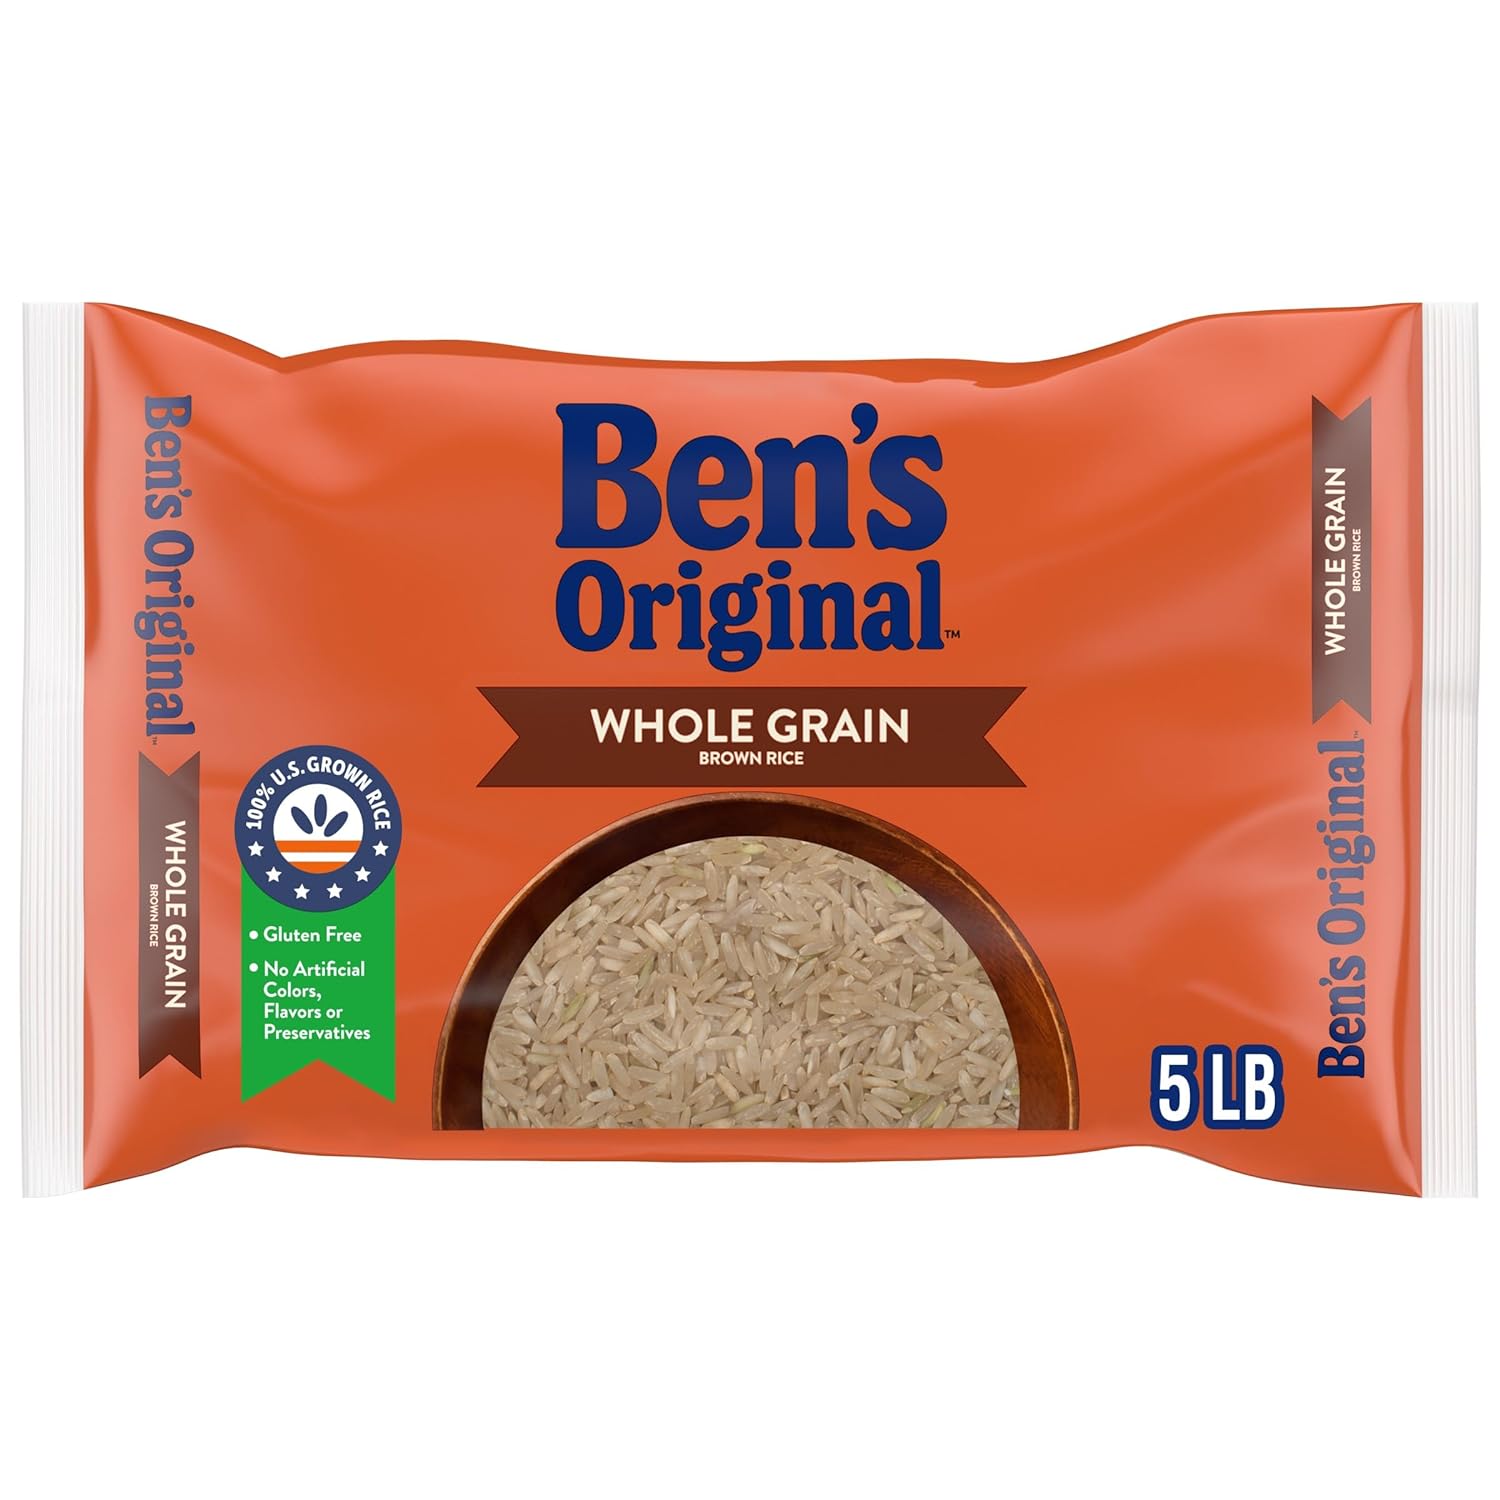 Ben's
Original™
WHOLE GRAIN
BROWN RICE
Ben's Original™
WHOLE GRAIN
BROWN RICE
100% U.S. GROWN RICE
• Gluten Free
• No Artificial
Colors,
Flavors or
Preservatives
5 LB
WHOLE GRAIN
BROWN RICE
Ben's Original™